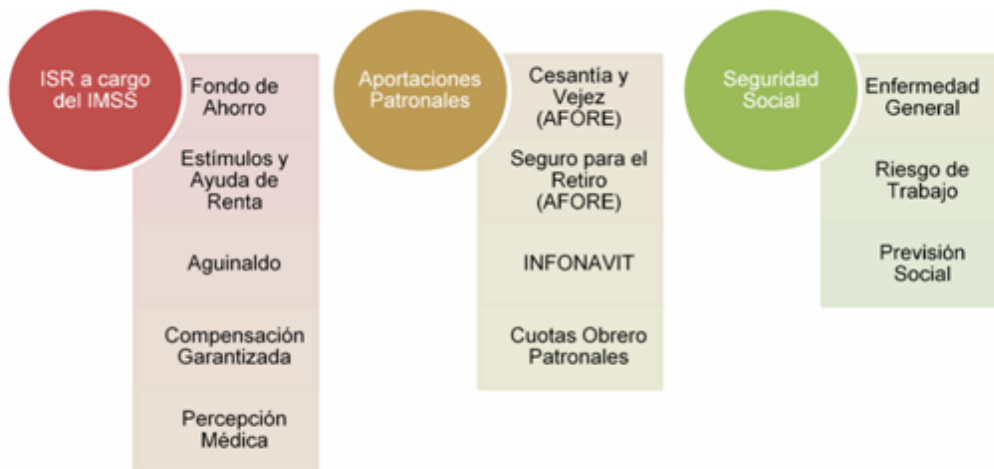 ISR a cargo
del IMSS
Fondo de
Ahorro
Estímulos y
Ayuda de
Renta
Aguinaldo
Compensación
Garantizada
Percepción
Médica
Aportaciones
Patronales
Cesantía y
Vejez
(AFORE)
Seguro para el
Retiro
(AFORE)
INFONAVIT
Cuotas Obrero
Patronales
Seguridad
Social
Enfermedad
General
Riesgo de
Trabajo
Previsión
Social